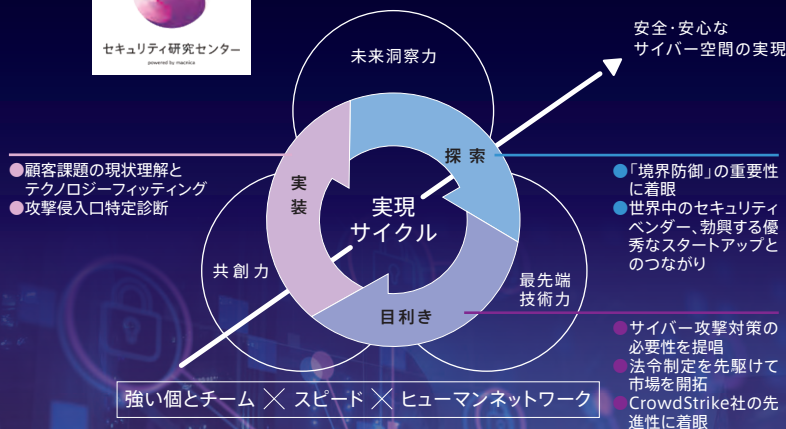 セキュリティ研究センター
powered by macnica
安全・安心な
サイバー空間の実現
未来洞察力
探索
実装
実現
サイクル
共創力
最先端
技術力
目利き
●顧客課題の現状理解と
テクノロジーフィッティング
●攻撃侵入口特定診断
●「境界防御」の重要性
に着眼
●世界中のセキュリティ
ベンダー、勃興する優
秀なスタートアップと
のつながり
●サイバー攻撃対策の
必要性を提唱
●法令制定を先駆けて
市場を開拓
●CrowdStrike社の先
進性に着眼
強い個とチーム × スピード × ヒューマンネットワーク